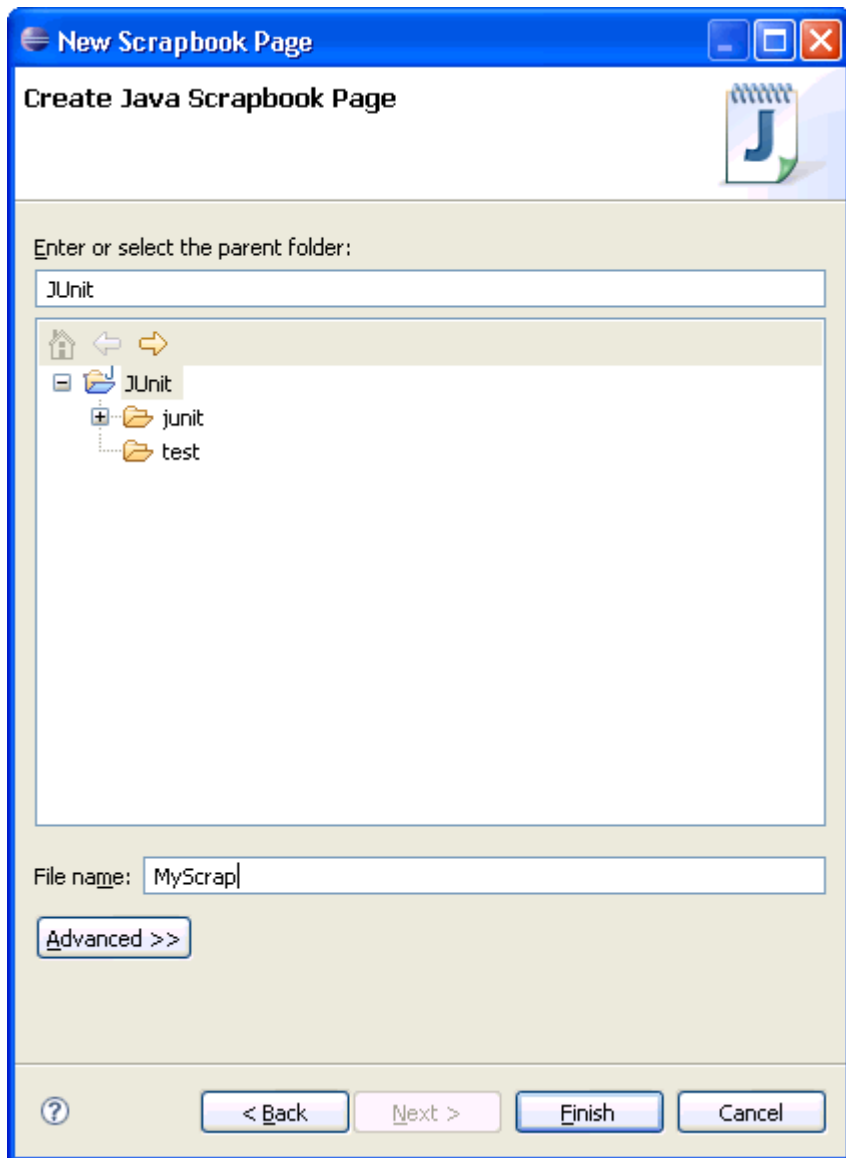 New Scrapbook Page
Create Java Scrapbook Page
J
Enter or select the parent folder:
JUnit
JUnit
junit
test
File name: MyScrap
Advanced >>
? < Back Next > Finish Cancel